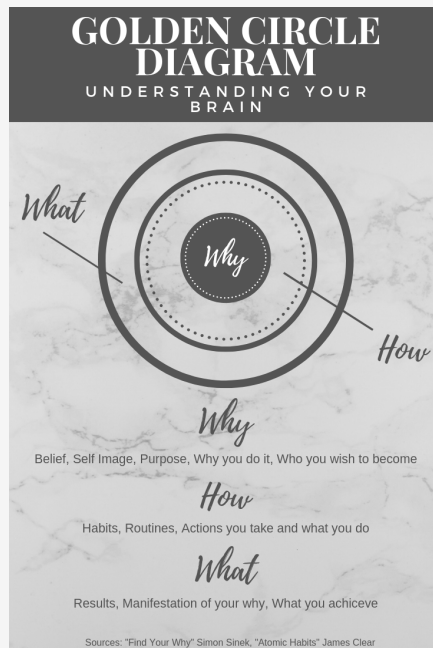 GOLDEN CIRCLE
DIAGRAM
UNDERSTANDING YOUR
BRAIN
What
Why
How
Why
Belief, Self Image, Purpose, Why you do it, Who you wish to become
How
Habits, Routines, Actions you take and what you do
What
Results, Manifestation of your why, What you achiceve
Sources: "Find Your Why" Simon Sinek, "Atomic Habits" James Clear